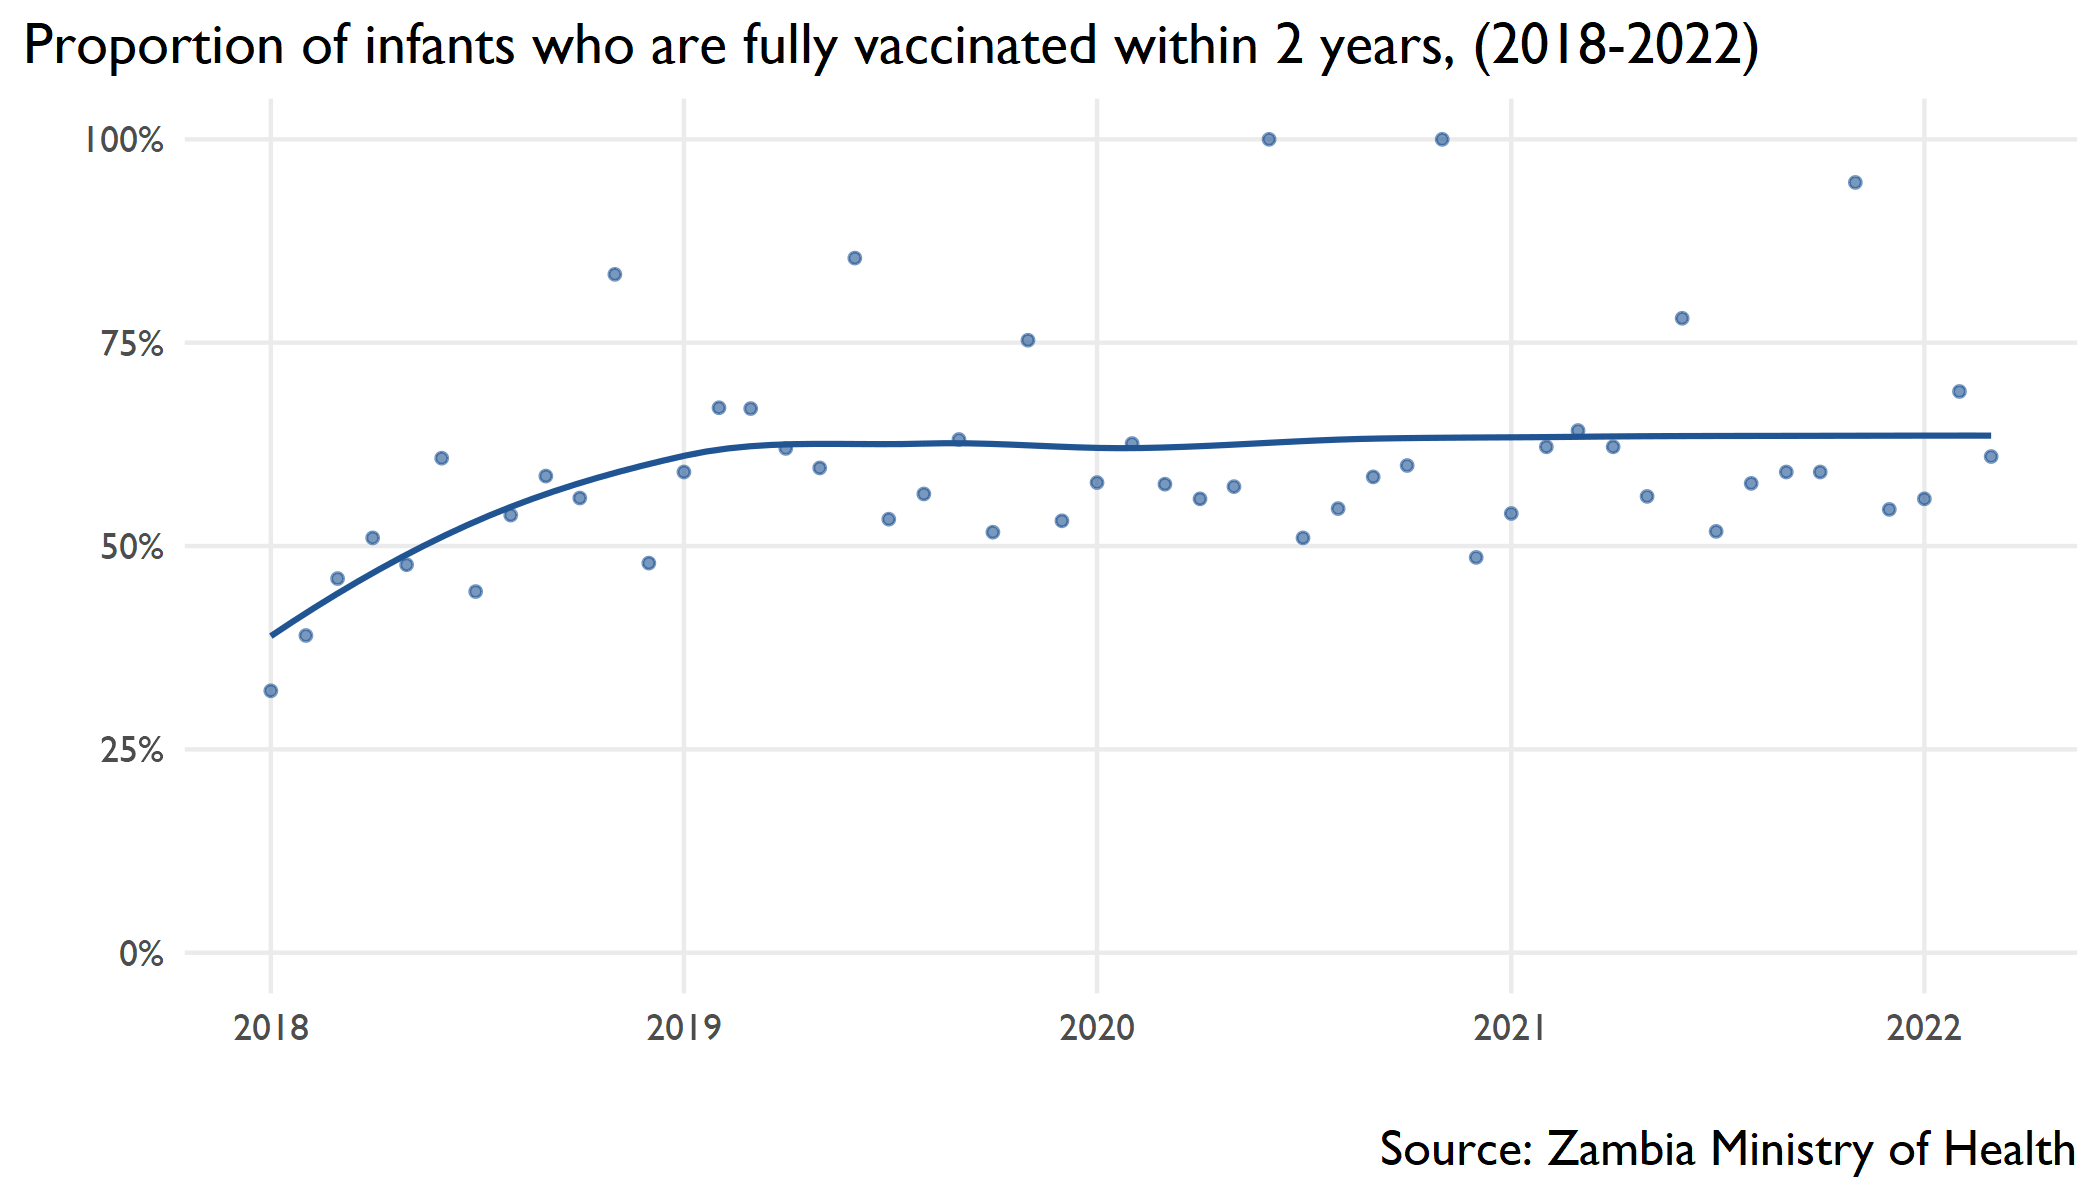 Proportion of infants who are fully vaccinated within 2 years, (2018-2022)
100%
75%
50%
25%
0%
2018 2019 2020 2021 2022
Source: Zambia Ministry of Health